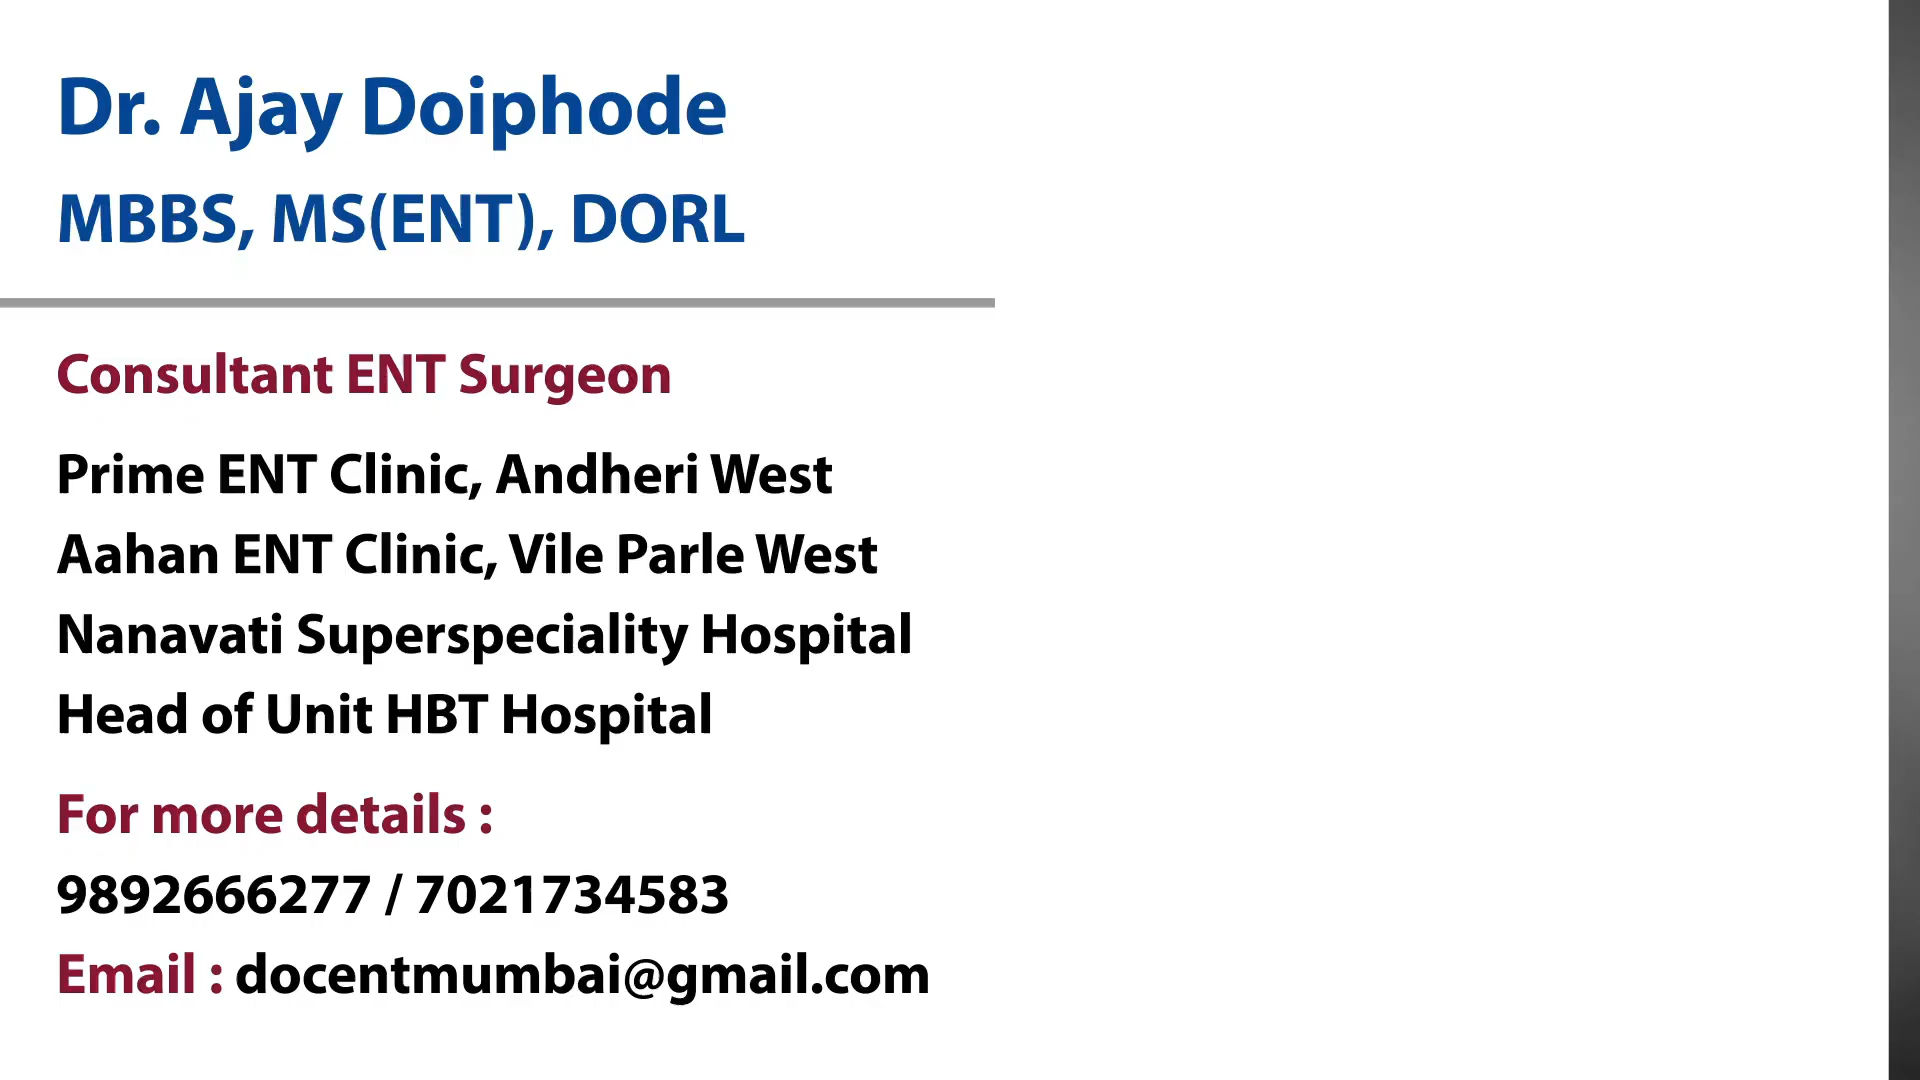 Dr. Ajay Doiphode
MBBS, MS(ENT), DORL
Consultant ENT Surgeon
Prime ENT Clinic, Andheri West
Aahan ENT Clinic, Vile Parle West
Nanavati Superspeciality Hospital
Head of Unit HBT Hospital
For more details :
9892666277 / 7021734583
Email : docentmumbai@gmail.com